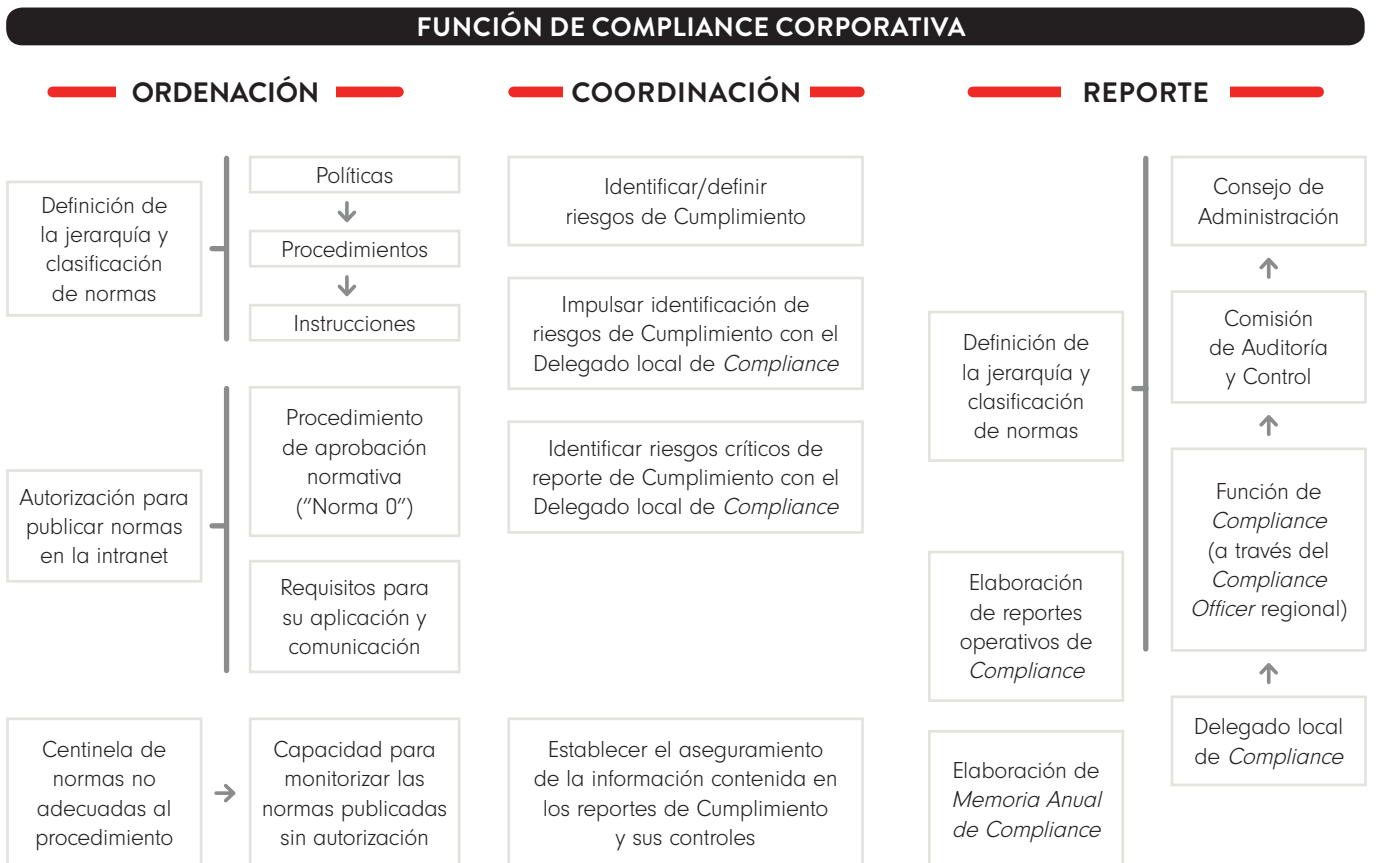 FUNCIÓN DE COMPLIANCE CORPORATIVA
ORDENACIÓN
Definición de
la jerarquía y
clasificación
de normas
Políticas
↓
Procedimientos
↓
Instrucciones
Autorización para
publicar normas
en la intranet
Procedimiento
de aprobación
normativa
("Norma 0")
Requisitos para
su aplicación y
comunicación
Centinela de
normas no
adecuadas al
procedimiento
→
Capacidad para
monitorizar las
normas publicadas
sin autorización
COORDINACIÓN
Identificar/definir
riesgos de Cumplimiento
Impulsar identificación de
riesgos de Cumplimiento con el
Delegado local de Compliance
Identificar riesgos críticos de
reporte de Cumplimiento con el
Delegado local de Compliance
Establecer el aseguramiento
de la información contenida en
los reportes de Cumplimiento
y sus controles
REPORTE
Definición de
la jerarquía y
clasificación
de normas
Elaboración
de reportes
operativos de
Compliance
Elaboración de
Memoria Anual
de Compliance
Consejo de
Administración
↑
Comisión
de Auditoría
y Control
↑
Función de
Compliance
(a través del
Compliance
Officer regional)
↑
Delegado local
de Compliance